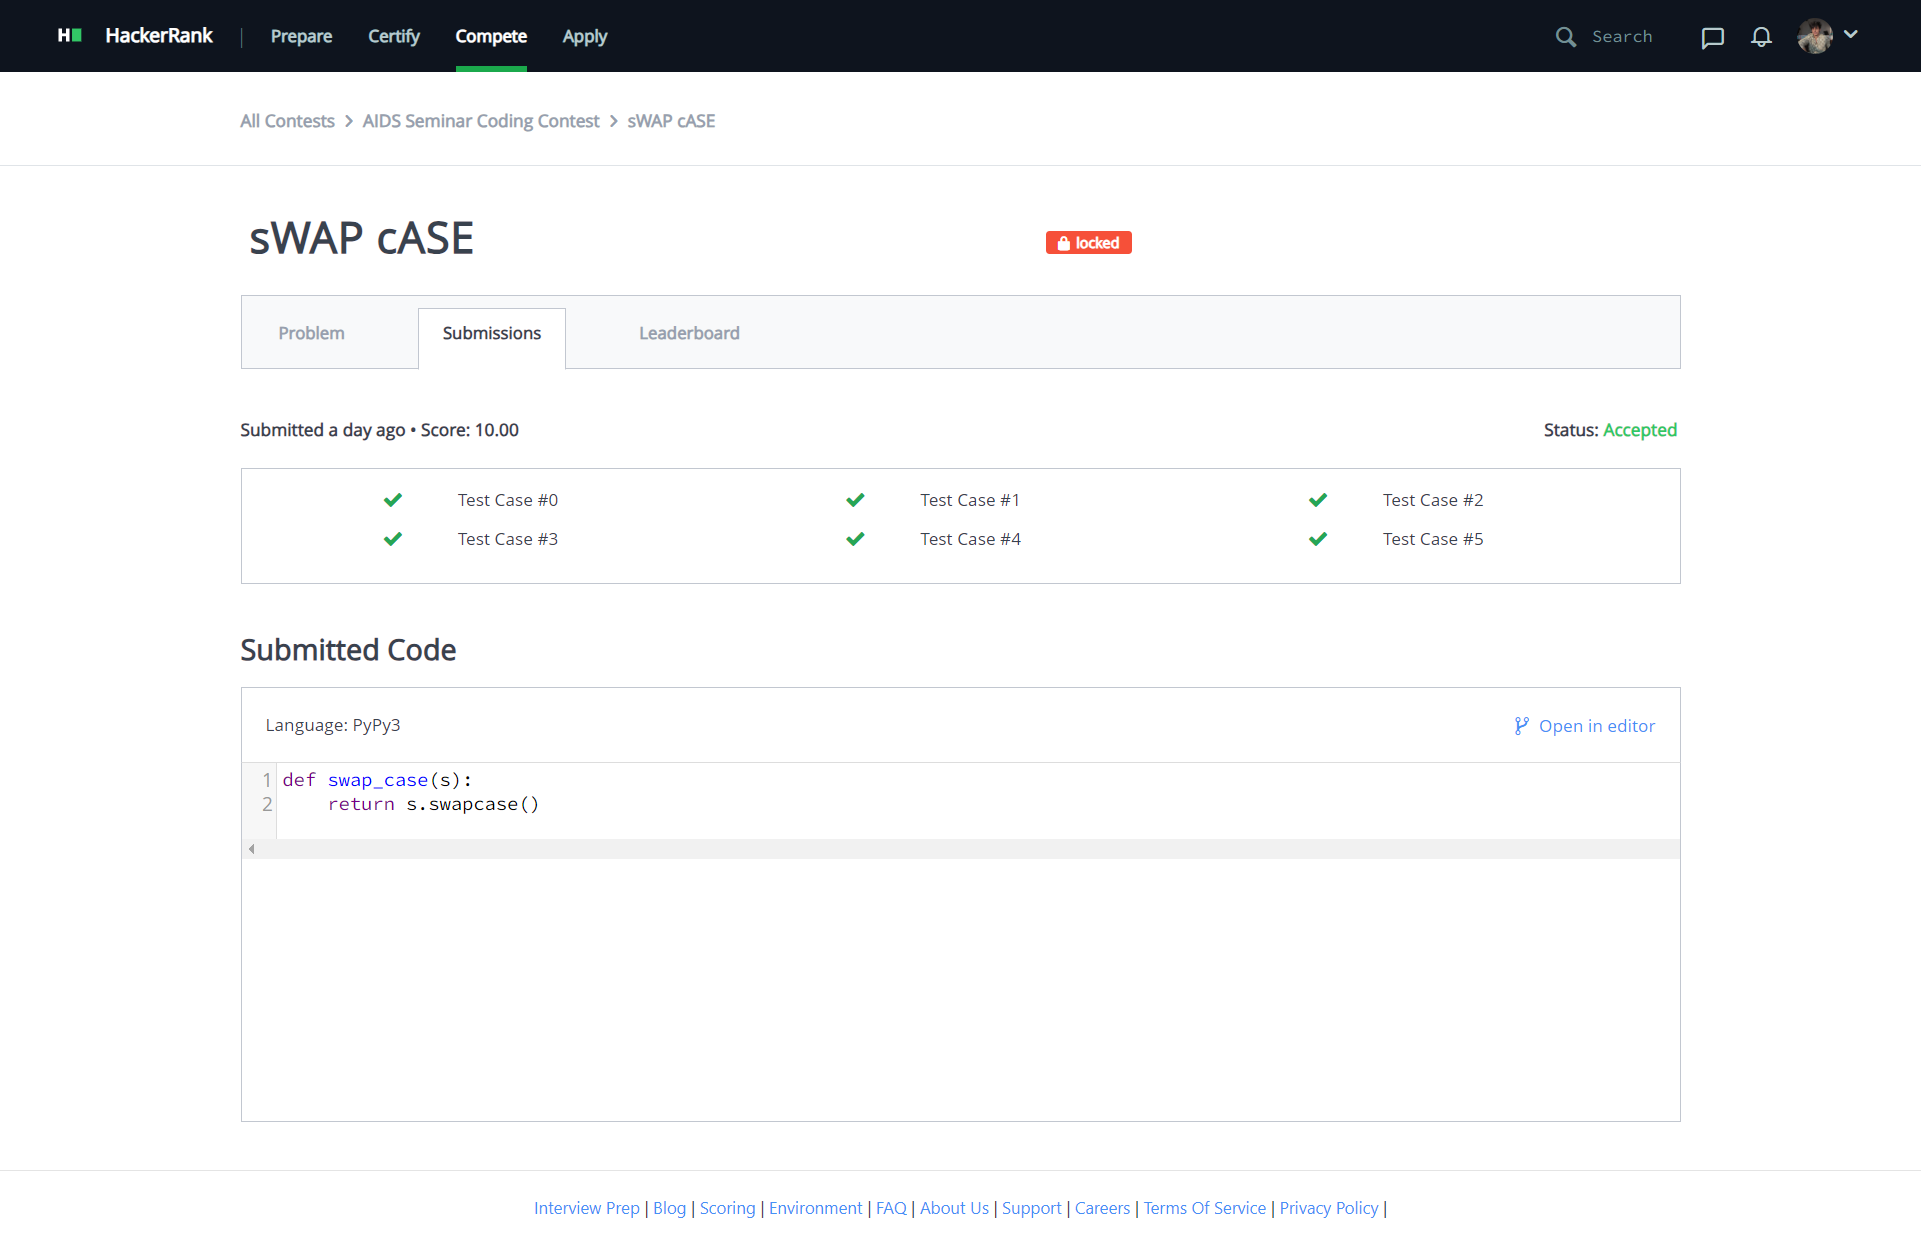 H HackerRank | Prepare Certify Compete Apply Search
All Contests > AIDS Seminar Coding Contest > sWAP cASE
sWAP cASE locked
Problem Submissions Leaderboard
Submitted a day ago • Score: 10.00 Status: Accepted
Test Case #0 Test Case #1 Test Case #2
Test Case #3 Test Case #4 Test Case #5
Submitted Code
Language: PyPy3 Open in editor
1 def swap_case(s):
2     return s.swapcase()
Interview Prep | Blog | Scoring | Environment | FAQ | About Us | Support | Careers | Terms Of Service | Privacy Policy |